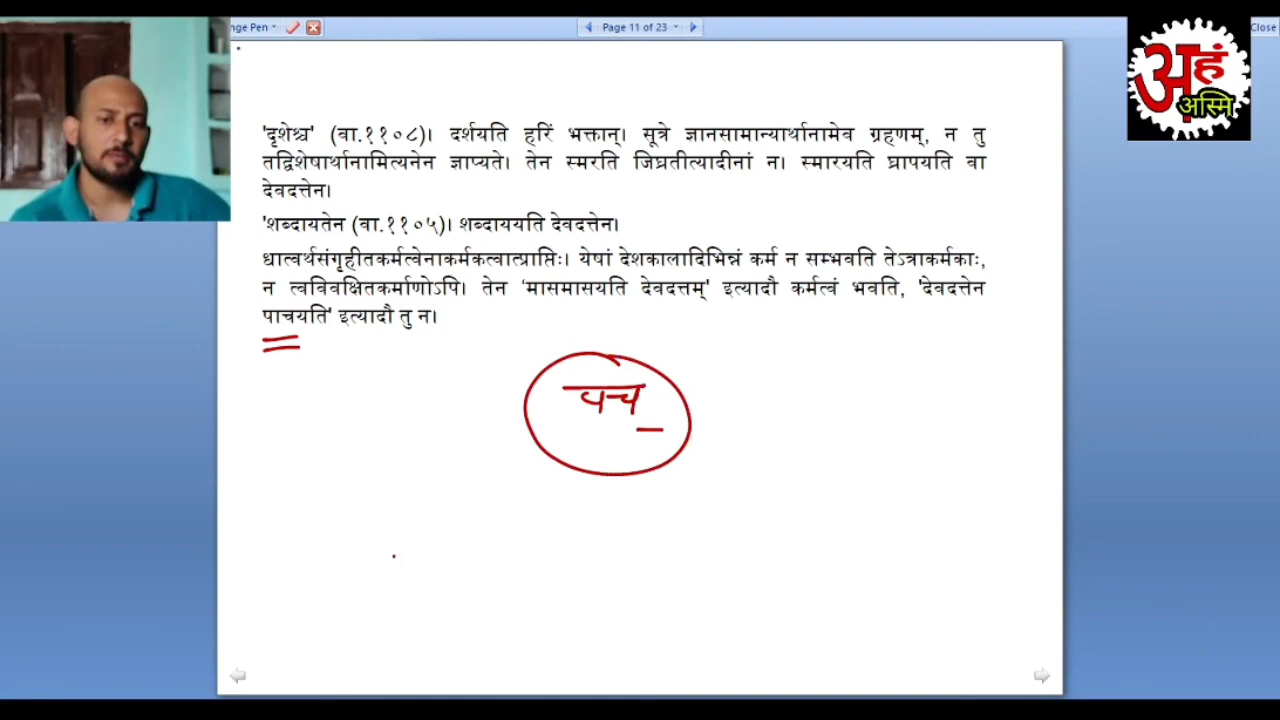 nge Pen
Page 11 of 23
Close
अहं
अस्मि
'दृशेश्च' (वा.११०८)। दर्शयति हरिं भक्तान्। सूत्रे ज्ञानसामान्यार्थानामेव ग्रहणम्, न तु
तद्विशेषार्थानामित्यनेन ज्ञाप्यते। तेन स्मरति जिघ्रतीत्यादीनां न। स्मारयति घ्रापयति वा
देवदत्तेन।
'शब्दायतेन (वा.११०५)। शब्दाययति देवदत्तेन।
धात्वर्थसंगृहीतकर्मत्वेनाकर्मकत्वात्प्राप्तिः। येषां देशकालादिभिन्नं कर्म न सम्भवति तेऽत्राकर्मकाः,
न त्वविवक्षितकर्माणोऽपि। तेन ‘मासमासयति देवदत्तम्' इत्यादौ कर्मत्वं भवति, 'देवदत्तेन
पाचयति' इत्यादौ तु न।
पच